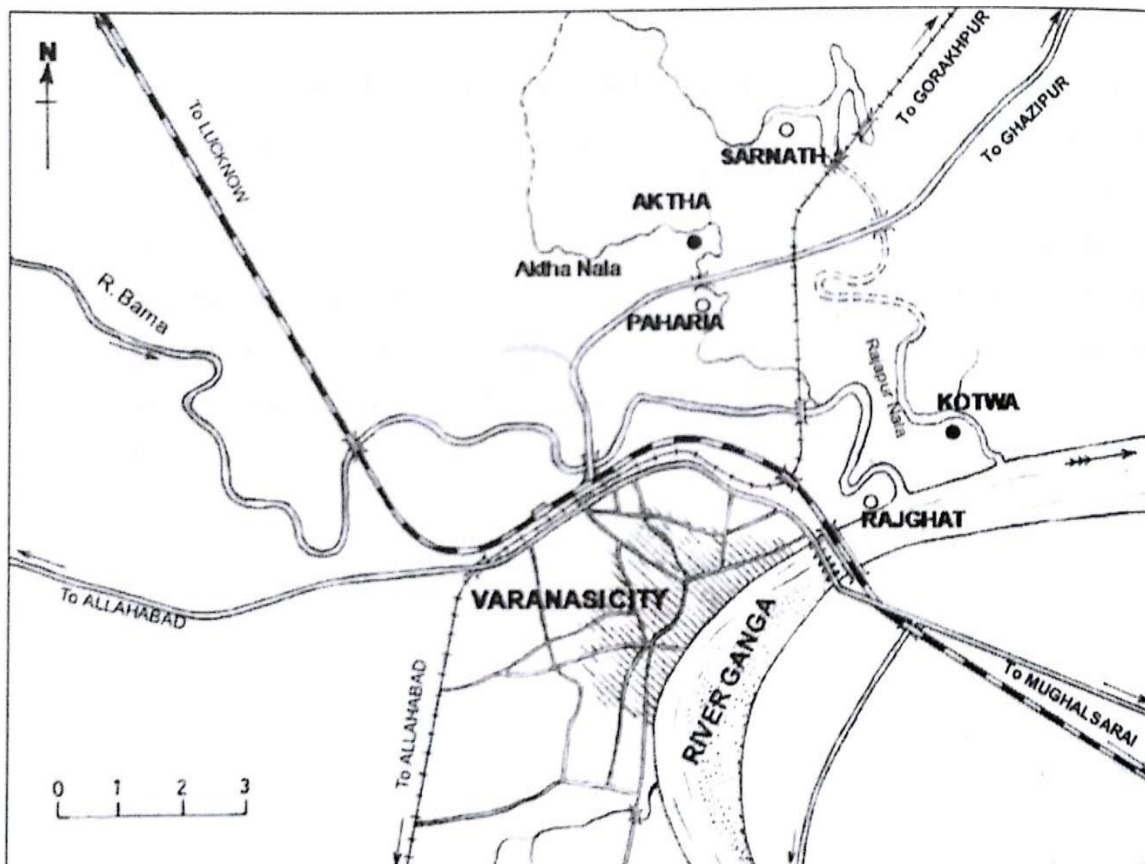 N
To LUCKNOW
To GORAKHPUR
To GHAZIPUR
SARNATH
AKTHA
Aktha Nala
R. Barna
PAHARIA
Rajapur Nala
KOTWA
RAJGHAT
To ALLAHABAD
VARANASI CITY
RIVER GANGA
To MUGHALSARAI
To ALLAHABAD
0 1 2 3